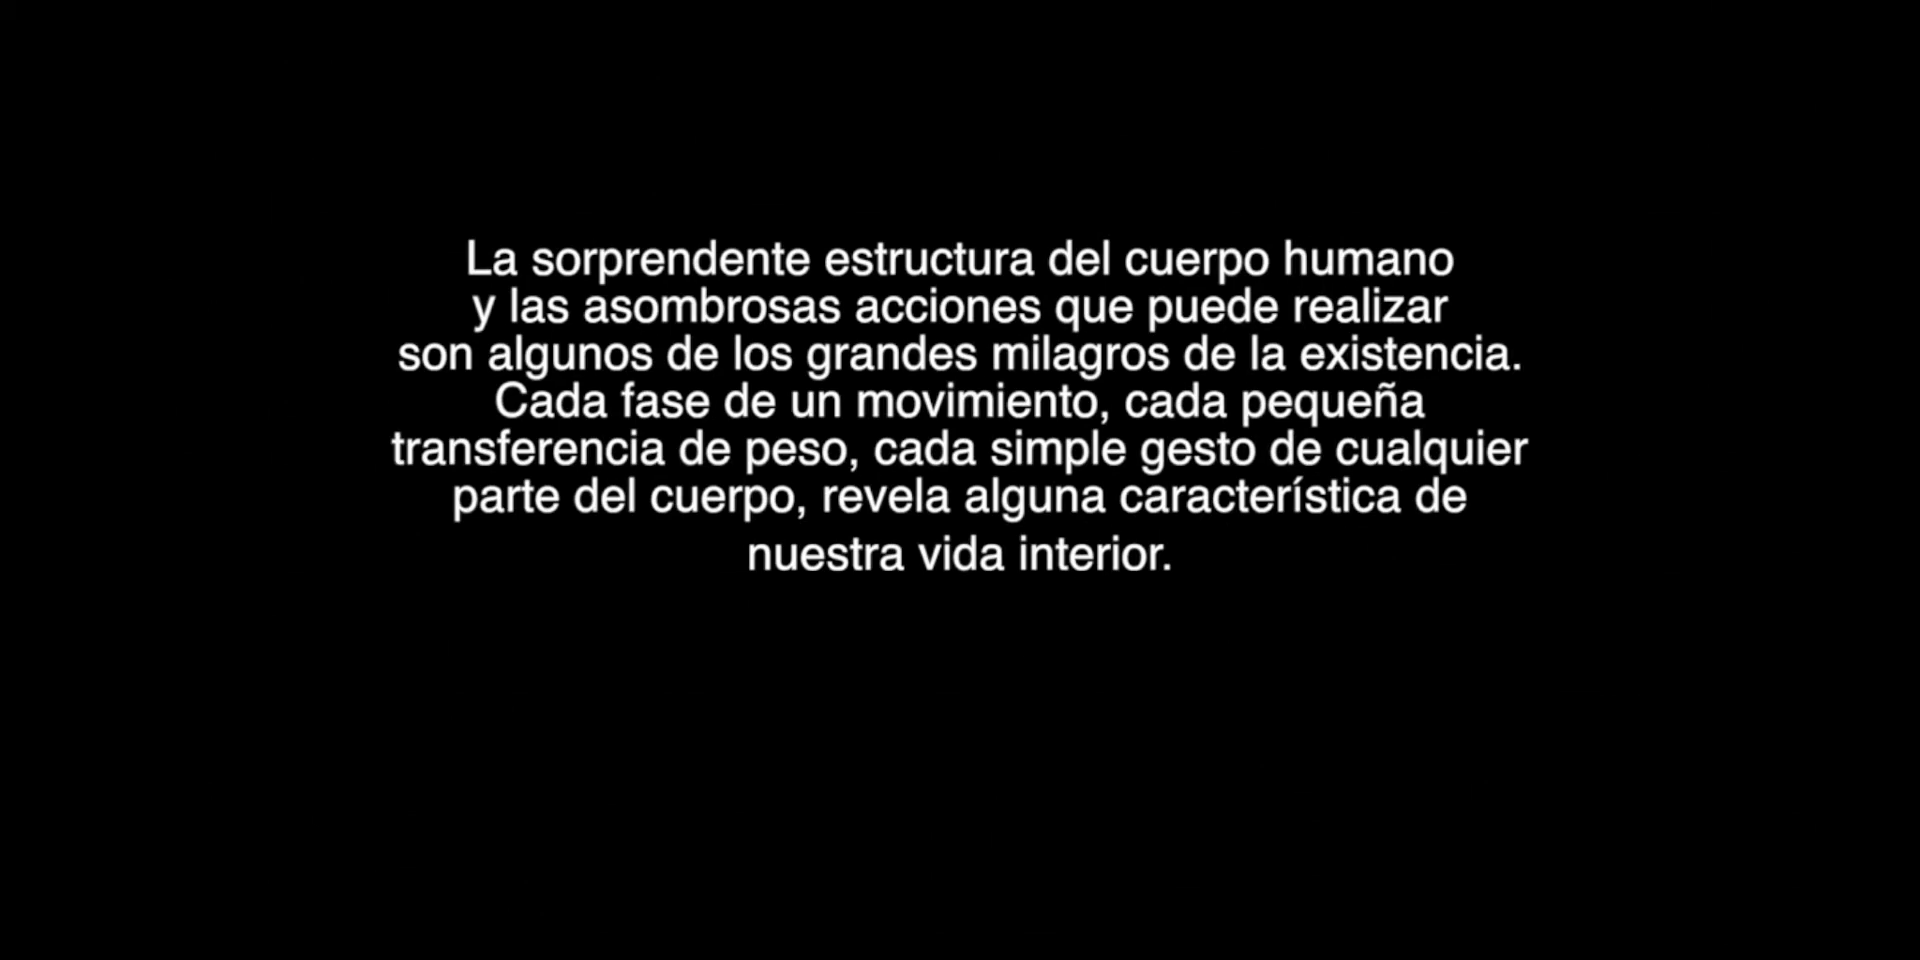 La sorprendente estructura del cuerpo humano
y las asombrosas acciones que puede realizar
son algunos de los grandes milagros de la existencia.
Cada fase de un movimiento, cada pequeña
transferencia de peso, cada simple gesto de cualquier
parte del cuerpo, revela alguna característica de
nuestra vida interior.